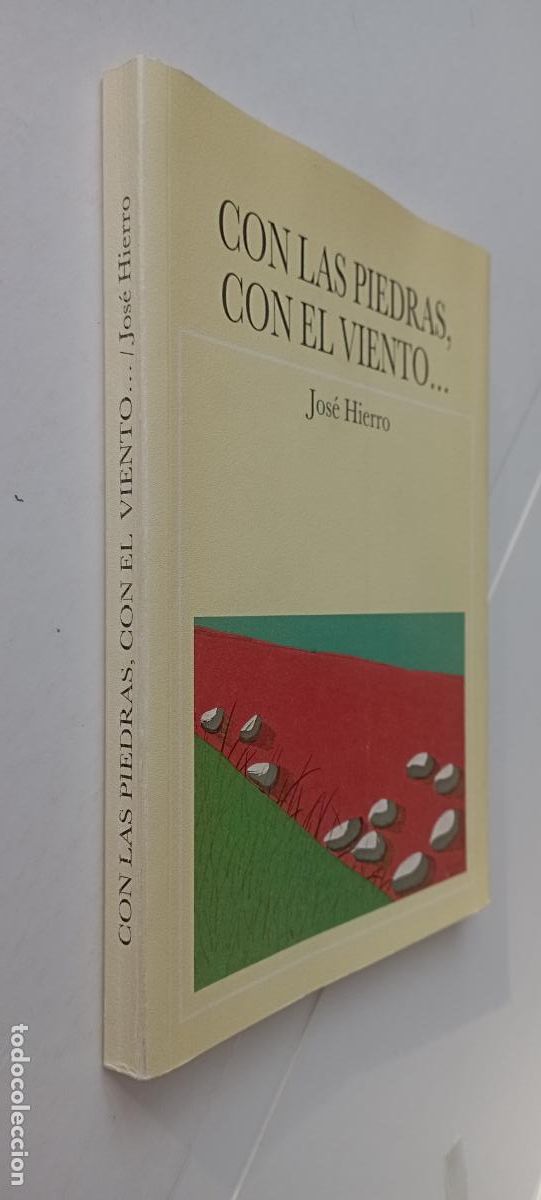 CON LAS PIEDRAS,
CON EL VIENTO...
José Hierro
CON LAS PIEDRAS, CON EL VIENTO... / José Hierro
todocoleccion